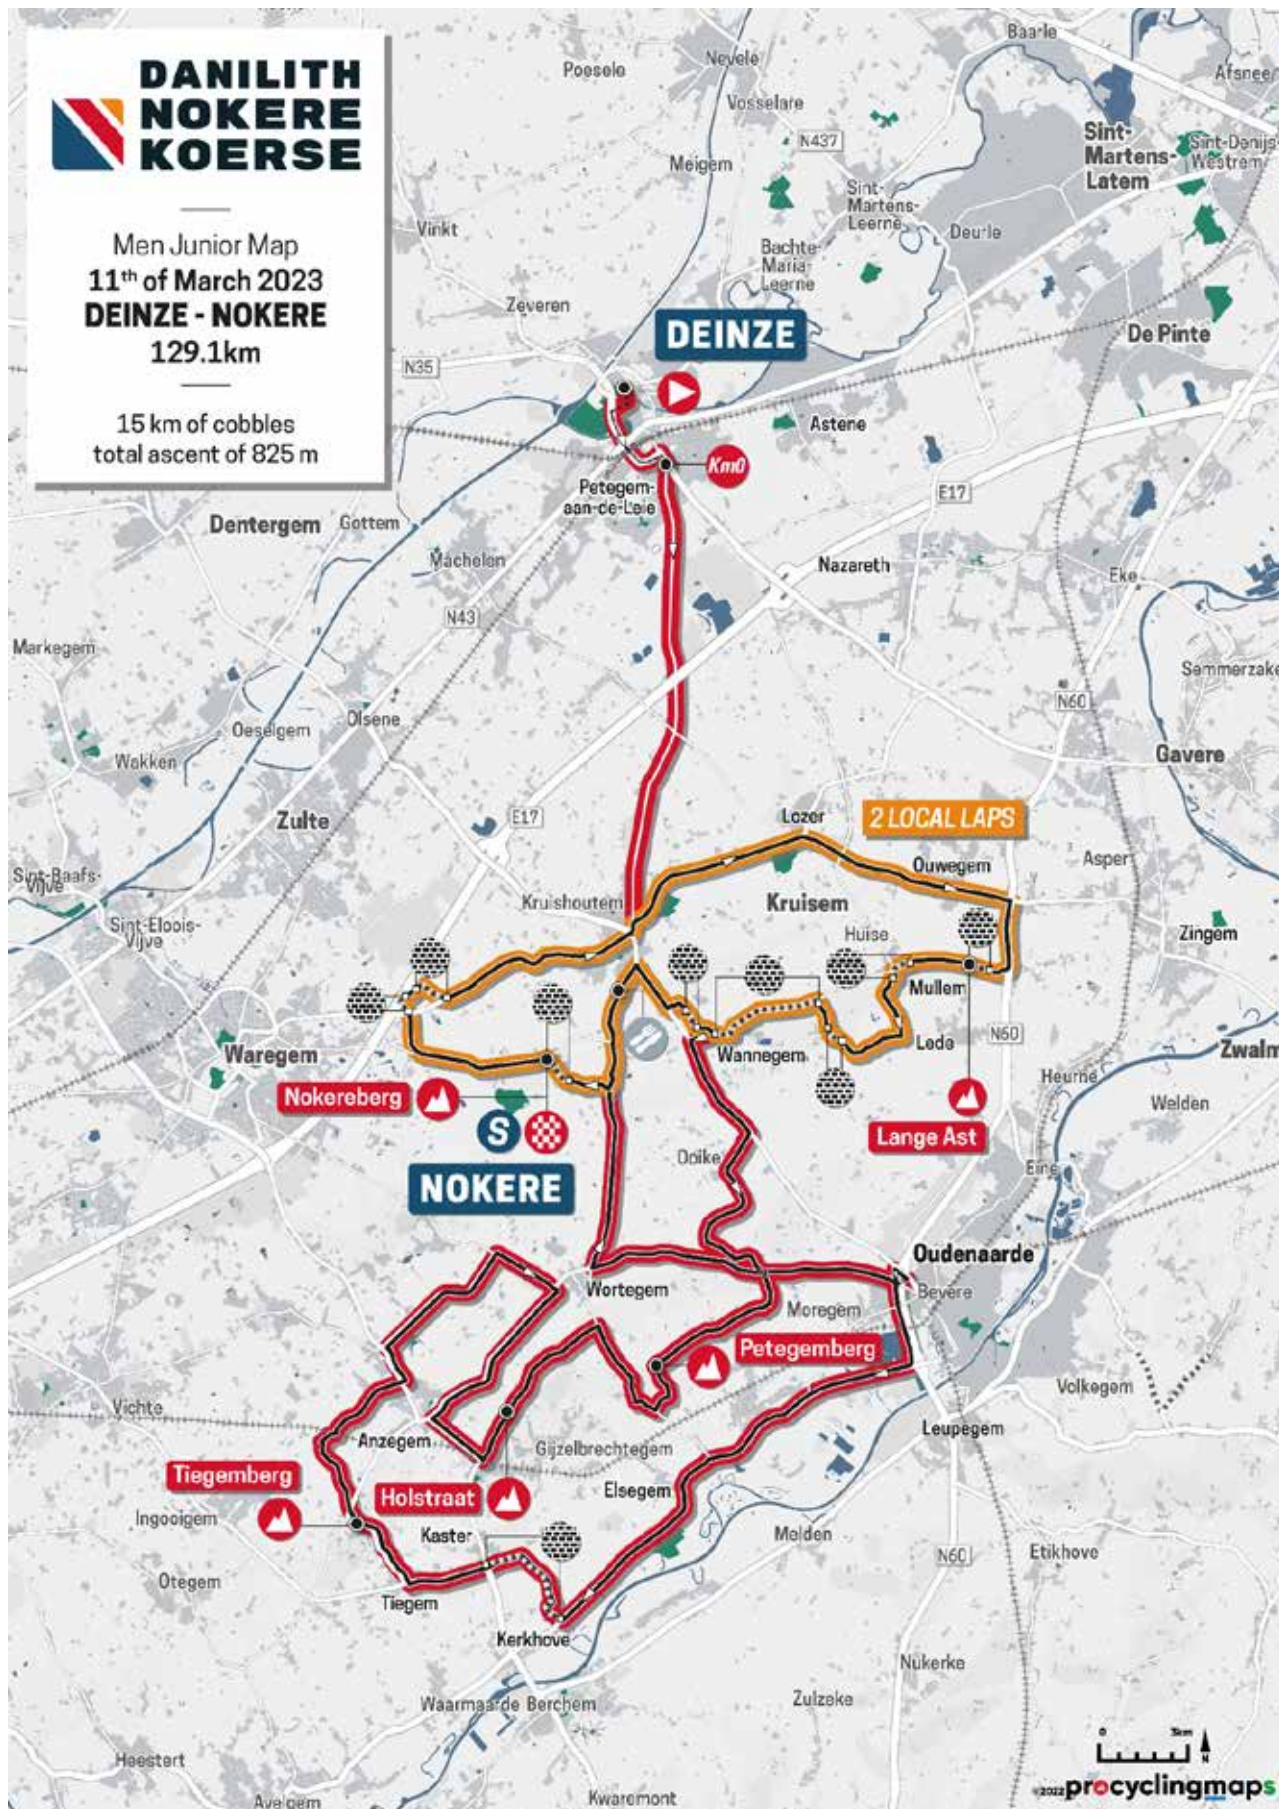 DANILITH
NOKERE
KOERSE
Men Junior Map
11th of March 2023
DEINZE - NOKERE
129.1km
15 km of cobbles
total ascent of 825 m
Baarle
Nevele
Poesele
Afsnee
Vosselare
N437
Sint-
Martens-
Latem
Sint-Denijs-
Westrem
Meigem
Sint-
Martens-
Leerne
Vinkt
Deurle
Bachte-
Maria-
Leerne
Zeveren
DEINZE
De Pinte
N35
Astene
Km0
Petegem-
aan-de-Leie
E17
Dentergem
Gottem
Machelen
Nazareth
Eke
N43
Markegem
Semmerzake
N60
Olsene
Oeselgem
Wakken
Gavere
Zulte
E17
Lozer
2 LOCAL LAPS
Ouwegem
Asper
Sint-Baafs-
Vijve
Kruishoutem
Kruisem
Sint-Eloois-
Vijve
Huise
Zingem
Mullem
Waregem
Wannegem
Lede
N60
Zwalm
Heurne
Nokereberg
Welden
S
Lange Ast
Ooike
Eine
NOKERE
Oudenaarde
Wortegem
Bevere
Moregem
Petegemberg
Volkegem
Vichte
Anzegem
Leupegem
Gijzelbrechtegem
Tiegemberg
Holstraat
Elsegem
Ingooigem
Kaster
Melden
N60
Etikhove
Otegem
Tiegem
Kerkhove
Nukerke
Waarmaarde
Berchem
Zulzeke
Heestert
0
3km
N
©2022 procyclingmaps
Avelgem
Kwaremont